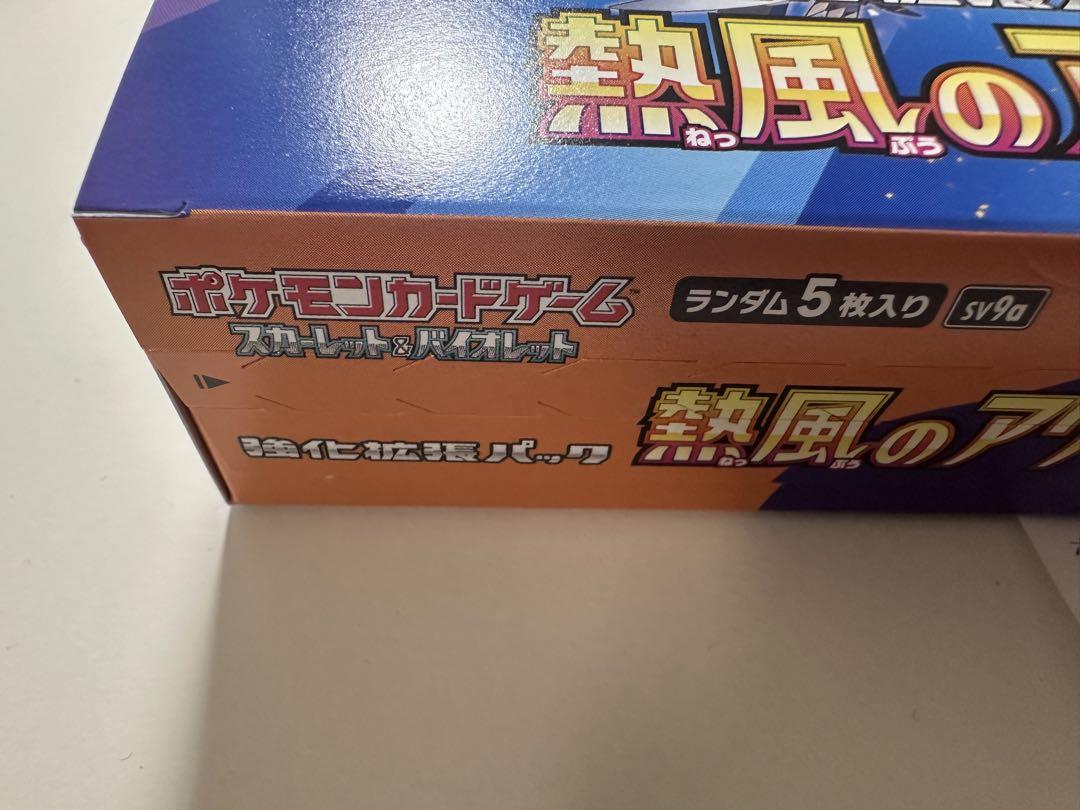 熱風の
ねっ ぷう
ポケモンカードゲーム™
スカーレット&バイオレット
ランダム5枚入り
sv9a
強化拡張パック
熱風のア
ねっ ぷう